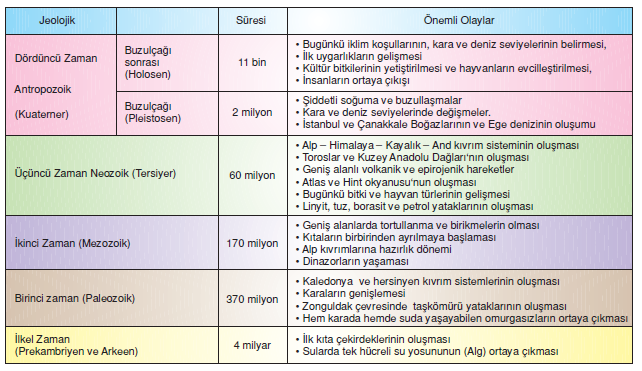 Jeolojik
Süresi
Önemli Olaylar
Dördüncü Zaman
Antropozoik
(Kuaterner)
Buzulçağı
sonrası
(Holosen)
11 bin
• Bugünkü iklim koşullarının, kara ve deniz seviyelerinin belirmesi,
• İlk uygarlıkların gelişmesi
• Kültür bitkilerinin yetiştirilmesi ve hayvanların evcilleştirilmesi,
• İnsanların ortaya çıkışı
Buzulçağı
(Pleistosen)
2 milyon
• Şiddetli soğuma ve buzullaşmalar
• Kara ve deniz seviyelerinde değişmeler.
• İstanbul ve Çanakkale Boğazlarının ve Ege denizinin oluşumu
Üçüncü Zaman Neozoik (Tersiyer)
60 milyon
• Alp – Himalaya – Kayalık – And kıvrım sisteminin oluşması
• Toroslar ve Kuzey Anadolu Dağları'nın oluşması
• Geniş alanlı volkanik ve epirojenik hareketler
• Atlas ve Hint okyanusu'nun oluşması
• Bugünkü bitki ve hayvan türlerinin gelişmesi
• Linyit, tuz, borasit ve petrol yataklarının oluşması
İkinci Zaman (Mezozoik)
170 milyon
• Geniş alanlarda tortullanma ve birikmelerin olması
• Kıtaların birbirinden ayrılmaya başlaması
• Alp kıvrımlarına hazırlık dönemi
• Dinazorların yaşaması
Birinci zaman (Paleozoik)
370 milyon
• Kaledonya ve hersinyen kıvrım sistemlerinin oluşması
• Karaların genişlemesi
• Zonguldak çevresinde taşkömürü yataklarının oluşması
• Hem karada hemde suda yaşayabilen omurgasızların ortaya çıkması
İlkel Zaman
(Prekambriyen ve Arkeen)
4 milyar
• İlk kıta çekirdeklerinin oluşması
• Sularda tek hücreli su yosununun (Alg) ortaya çıkması